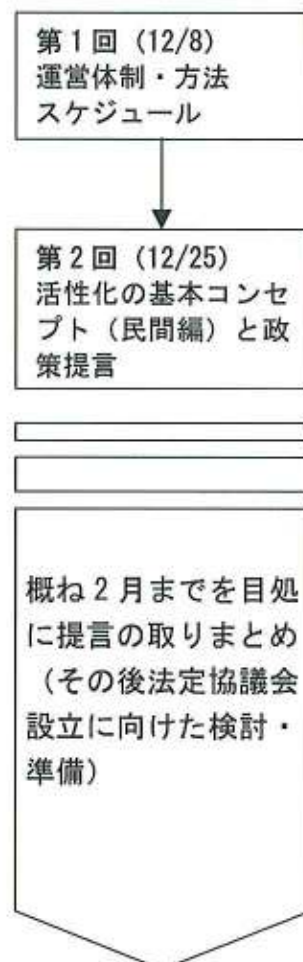 第１回（12/8）
運営体制・方法
スケジュール
第２回（12/25）
活性化の基本コンセ
プト（民間編）と政
策提言
概ね２月までを目処
に提言の取りまとめ
（その後法定協議会
設立に向けた検討・
準備）